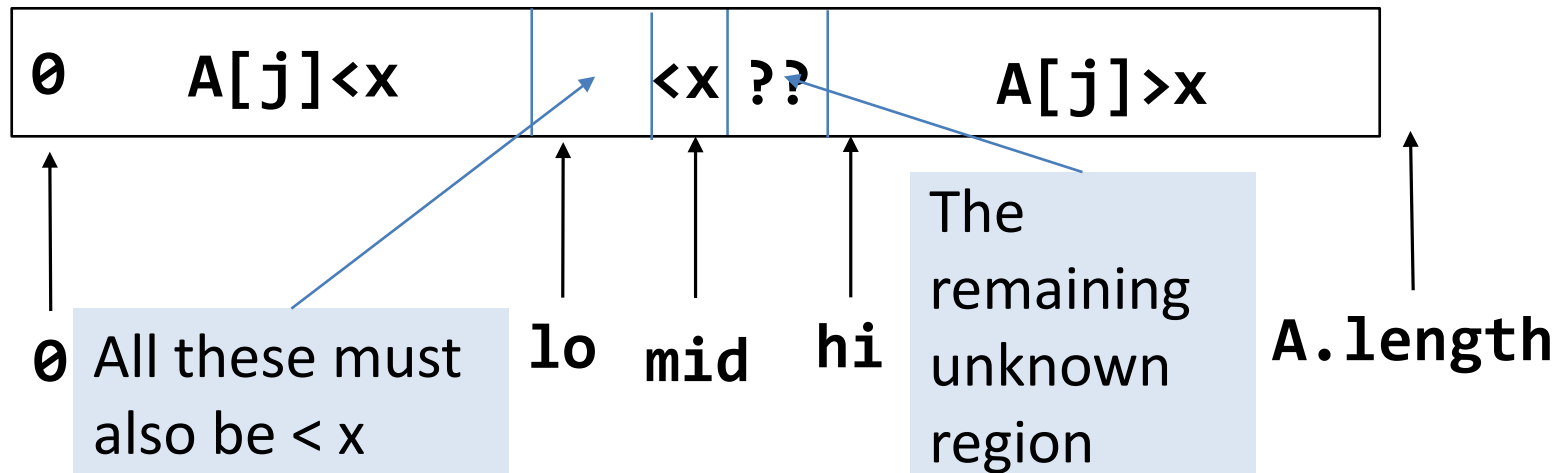 0 A[j]<x <x ?? A[j]>x
0 lo mid hi A.length
All these must
also be < x
The
remaining
unknown
region